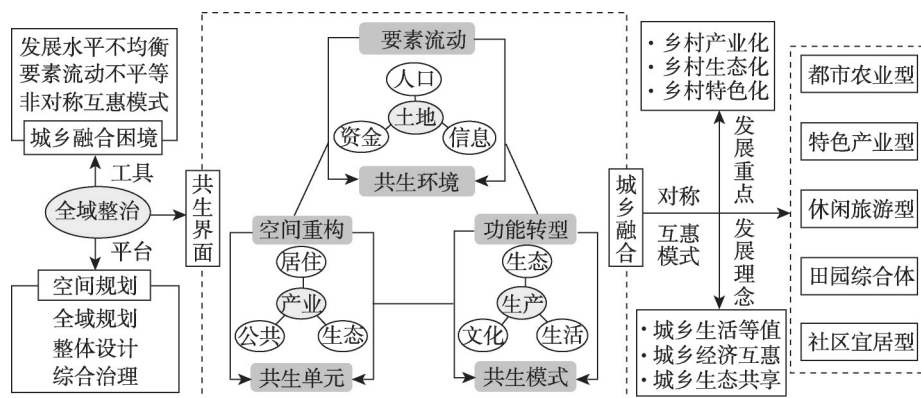 发展水平不均衡
要素流动不平等
非对称互惠模式
城乡融合困境
工具
全域整治
平台
空间规划
全域规划
整体设计
综合治理
共生界面
要素流动
人口
土地
资金
信息
共生环境
空间重构
居住
产业
公共
生态
共生单元
功能转型
生态
生产
文化
生活
共生模式
城乡融合
对称
互惠
模式
·乡村产业化
·乡村生态化
·乡村特色化
发展重点
发展理念
·城乡生活等值
·城乡经济互惠
·城乡生态共享
都市农业型
特色产业型
休闲旅游型
田园综合体
社区宜居型